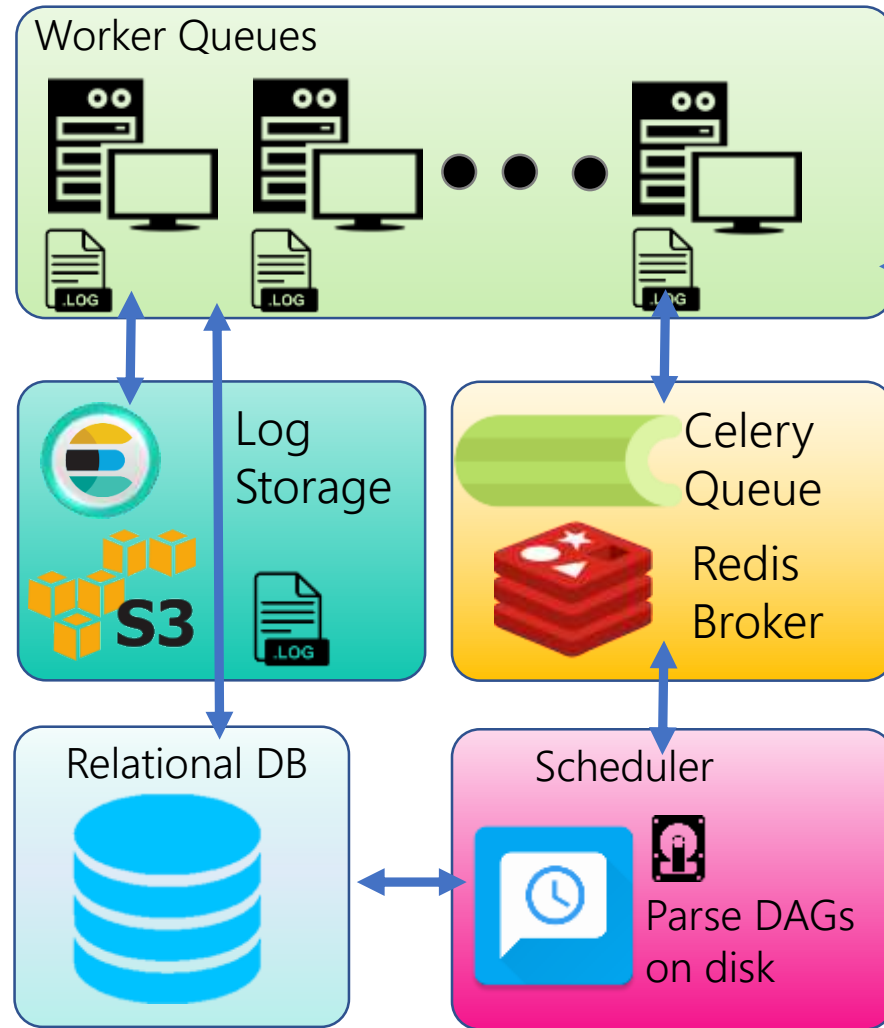 Worker Queues
.LOG
.LOG
.LOG
Log
Storage
S3
.LOG
Celery
Queue
Redis
Broker
Relational DB
Scheduler
Parse DAGs
on disk